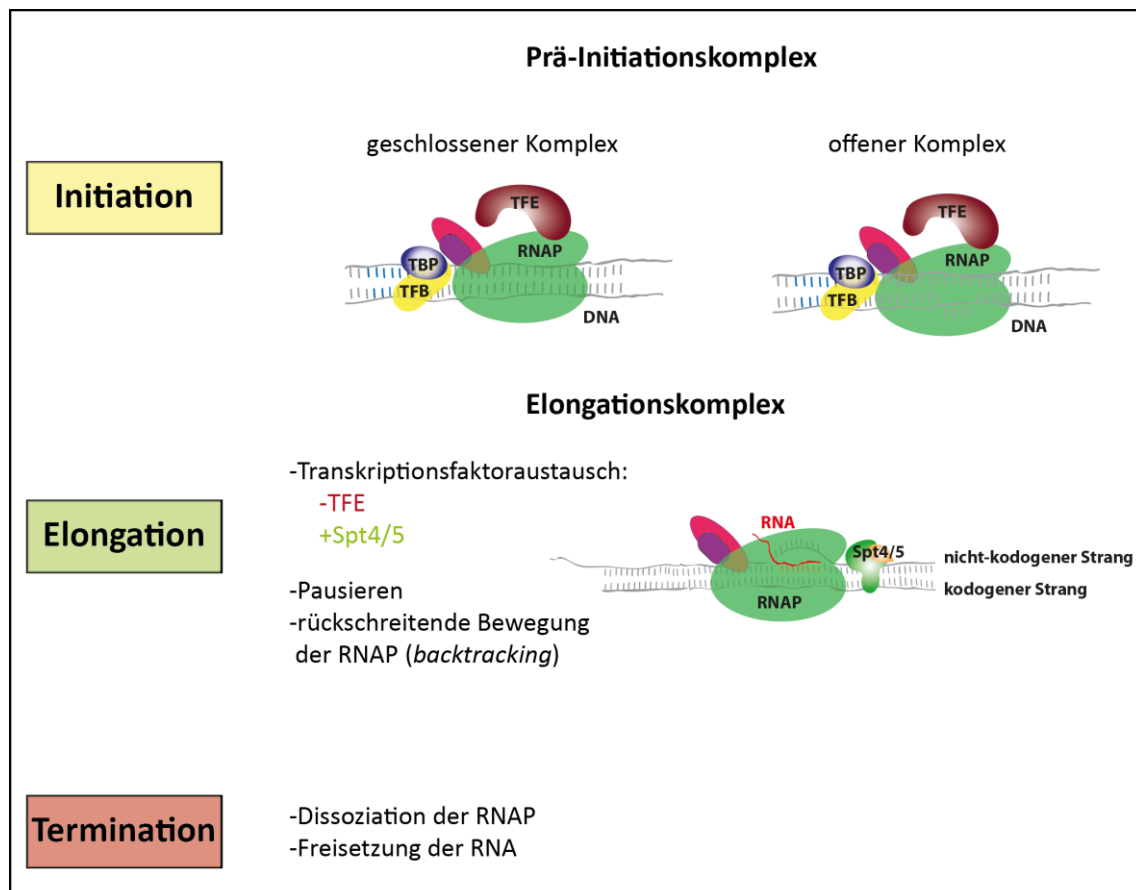 Prä-Initiationskomplex
geschlossener Komplex
offener Komplex
Initiation
TFE
RNAP
TBP
TFB
DNA
TFE
RNAP
TBP
TFB
DNA
Elongationskomplex
-Transkriptionsfaktoraustausch:
-TFE
+Spt4/5
Elongation
-Pausieren
-rückschreitende Bewegung
der RNAP (backtracking)
RNA
Spt4/5
nicht-kodogener Strang
kodogener Strang
RNAP
Termination
-Dissoziation der RNAP
-Freisetzung der RNA